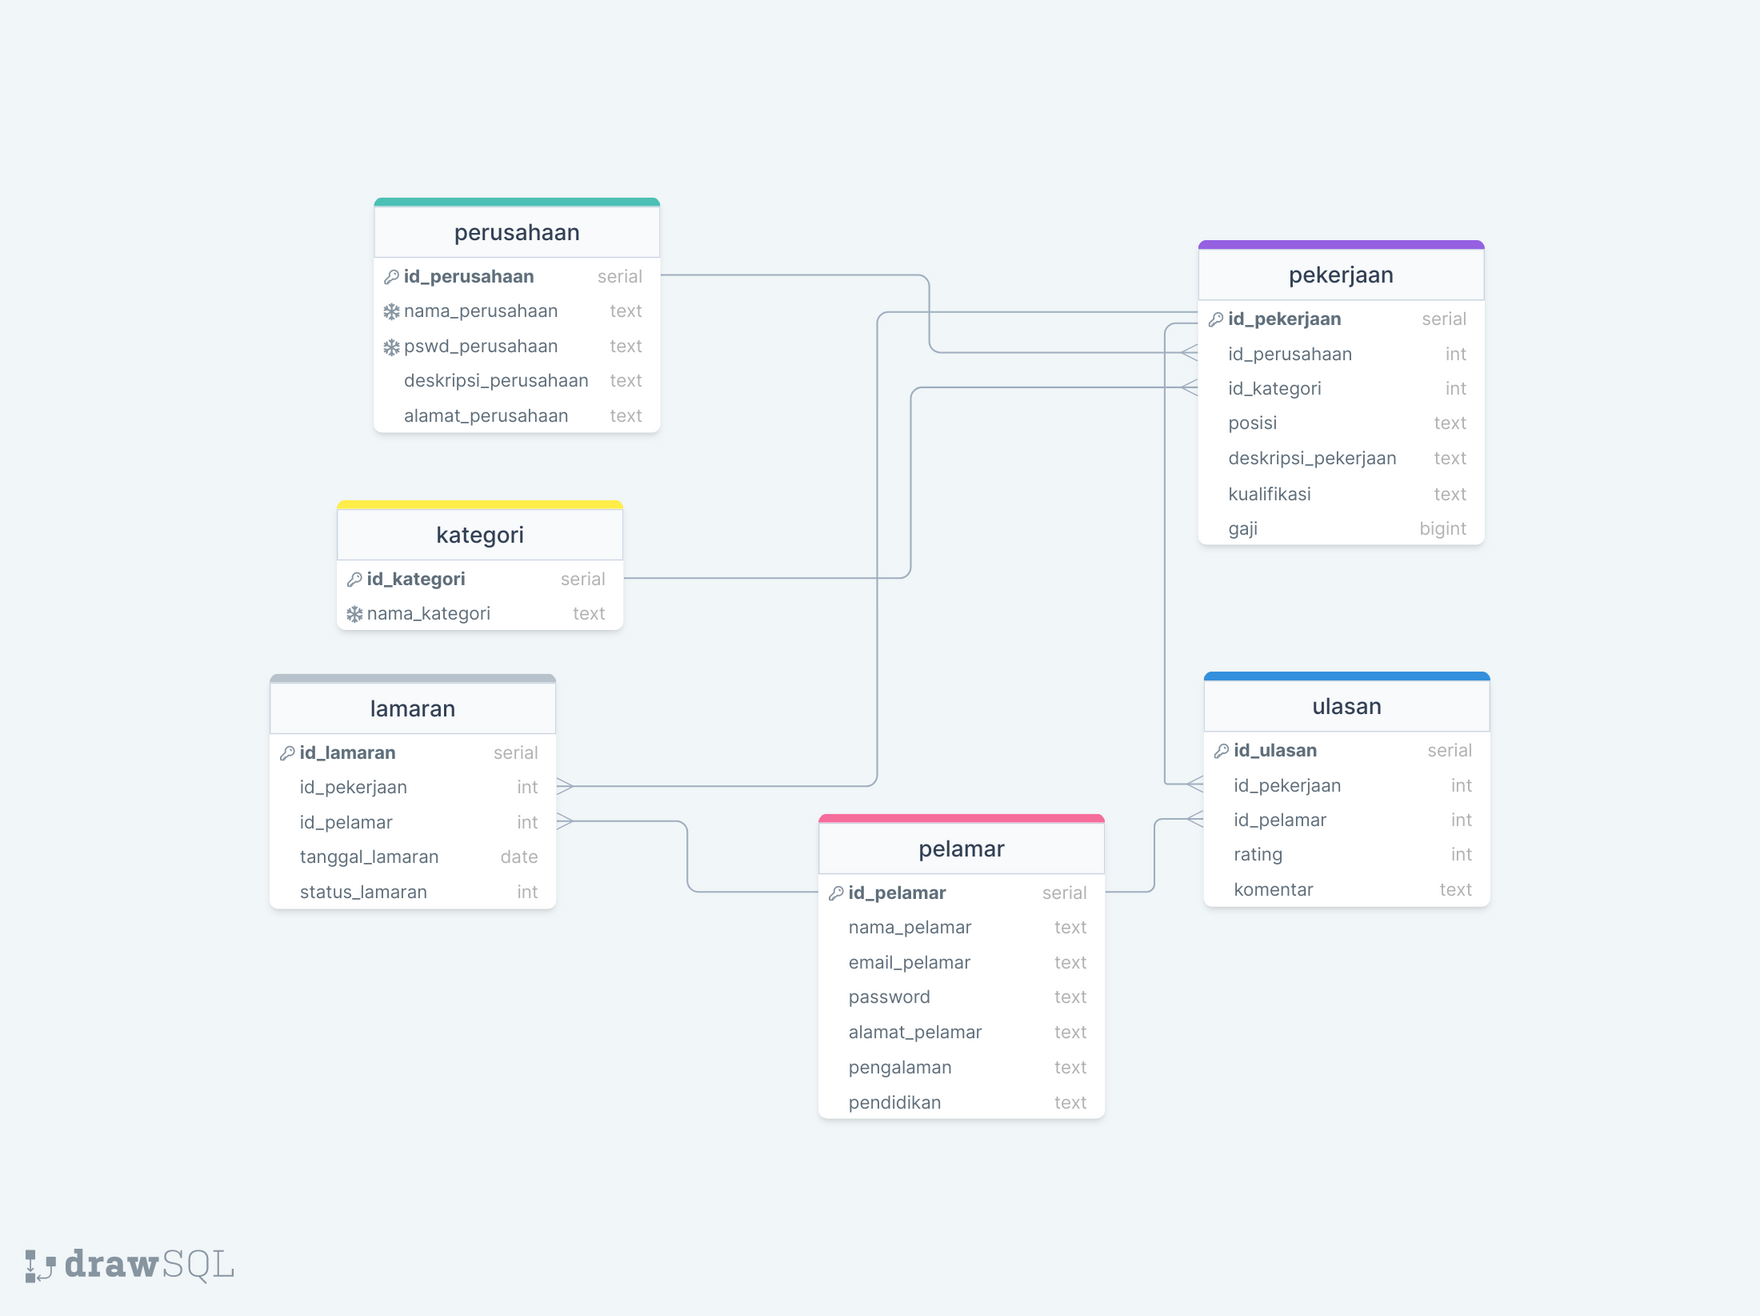 perusahaan
id_perusahaan serial
nama_perusahaan text
pswd_perusahaan text
deskripsi_perusahaan text
alamat_perusahaan text
pekerjaan
id_pekerjaan serial
id_perusahaan int
id_kategori int
posisi text
deskripsi_pekerjaan text
kualifikasi text
gaji bigint
kategori
id_kategori serial
nama_kategori text
lamaran
id_lamaran serial
id_pekerjaan int
id_pelamar int
tanggal_lamaran date
status_lamaran int
pelamar
id_pelamar serial
nama_pelamar text
email_pelamar text
password text
alamat_pelamar text
pengalaman text
pendidikan text
ulasan
id_ulasan serial
id_pekerjaan int
id_pelamar int
rating int
komentar text
drawSQL